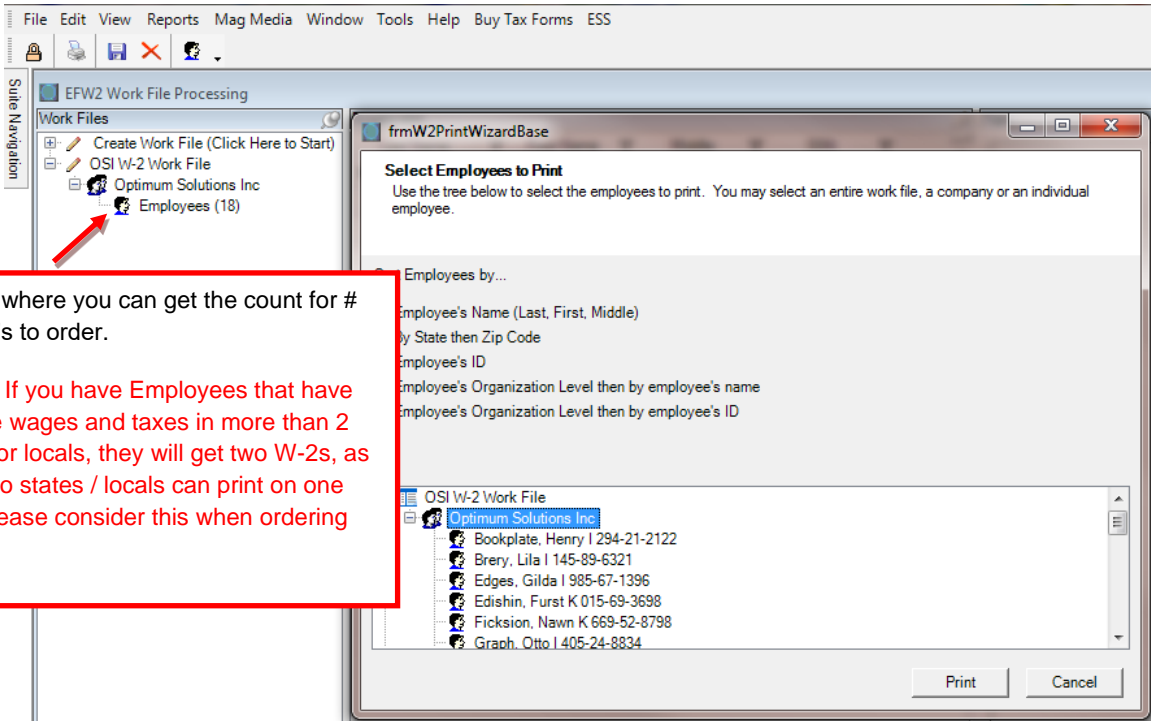 File Edit View Reports Mag Media Window Tools Help Buy Tax Forms ESS
Suite Navigation
EFW2 Work File Processing
Work Files
Create Work File (Click Here to Start)
OSI W-2 Work File
Optimum Solutions Inc
Employees (18)
where you can get the count for #
s to order.
If you have Employees that have
wages and taxes in more than 2
or locals, they will get two W-2s, as
o states / locals can print on one
ease consider this when ordering
frmW2PrintWizardBase
Select Employees to Print
Use the tree below to select the employees to print. You may select an entire work file, a company or an individual
employee.
Employees by...
Employee's Name (Last, First, Middle)
By State then Zip Code
Employee's ID
Employee's Organization Level then by employee's name
Employee's Organization Level then by employee's ID
OSI W-2 Work File
Optimum Solutions Inc
Bookplate, Henry I 294-21-2122
Brery, Lila I 145-89-6321
Edges, Gilda I 985-67-1396
Edishin, Furst K 015-69-3698
Ficksion, Nawn K 669-52-8798
Graph, Otto I 405-24-8834
Print Cancel